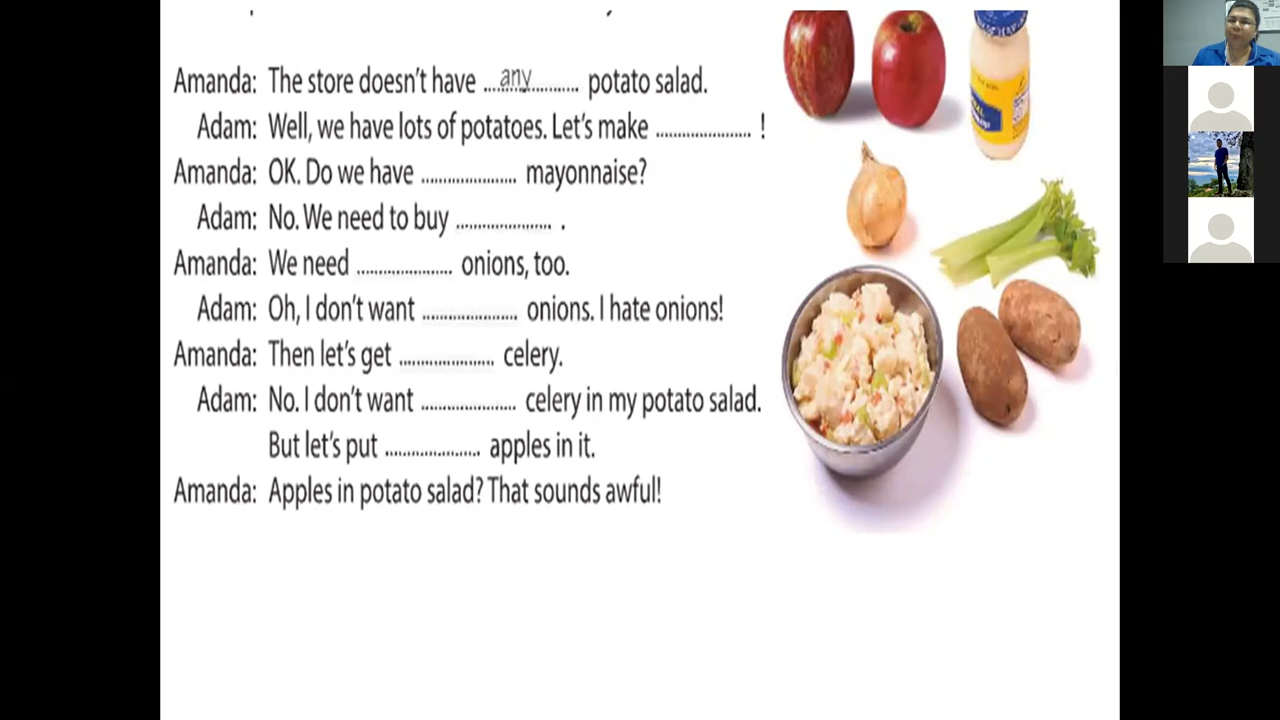 Amanda: The store doesn't have ....any.... potato salad.
Adam: Well, we have lots of potatoes. Let's make .................... !
Amanda: OK. Do we have .................... mayonnaise?
Adam: No. We need to buy .................... .
Amanda: We need .................... onions, too.
Adam: Oh, I don't want .................... onions. I hate onions!
Amanda: Then let's get .................... celery.
Adam: No. I don't want .................... celery in my potato salad.
But let's put .................... apples in it.
Amanda: Apples in potato salad? That sounds awful!